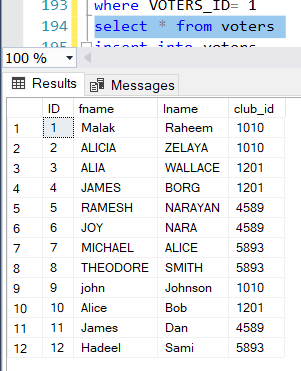 193 where VOTERS_ID= 1
194 select * from voters
195 insert into voters
100 %
Results Messages
ID fname lname club_id
1 1 Malak Raheem 1010
2 2 ALICIA ZELAYA 1010
3 3 ALIA WALLACE 1201
4 4 JAMES BORG 1201
5 5 RAMESH NARAYAN 4589
6 6 JOY NARA 4589
7 7 MICHAEL ALICE 5893
8 8 THEODORE SMITH 5893
9 9 john Johnson 1010
10 10 Alice Bob 1201
11 11 James Dan 4589
12 12 Hadeel Sami 5893